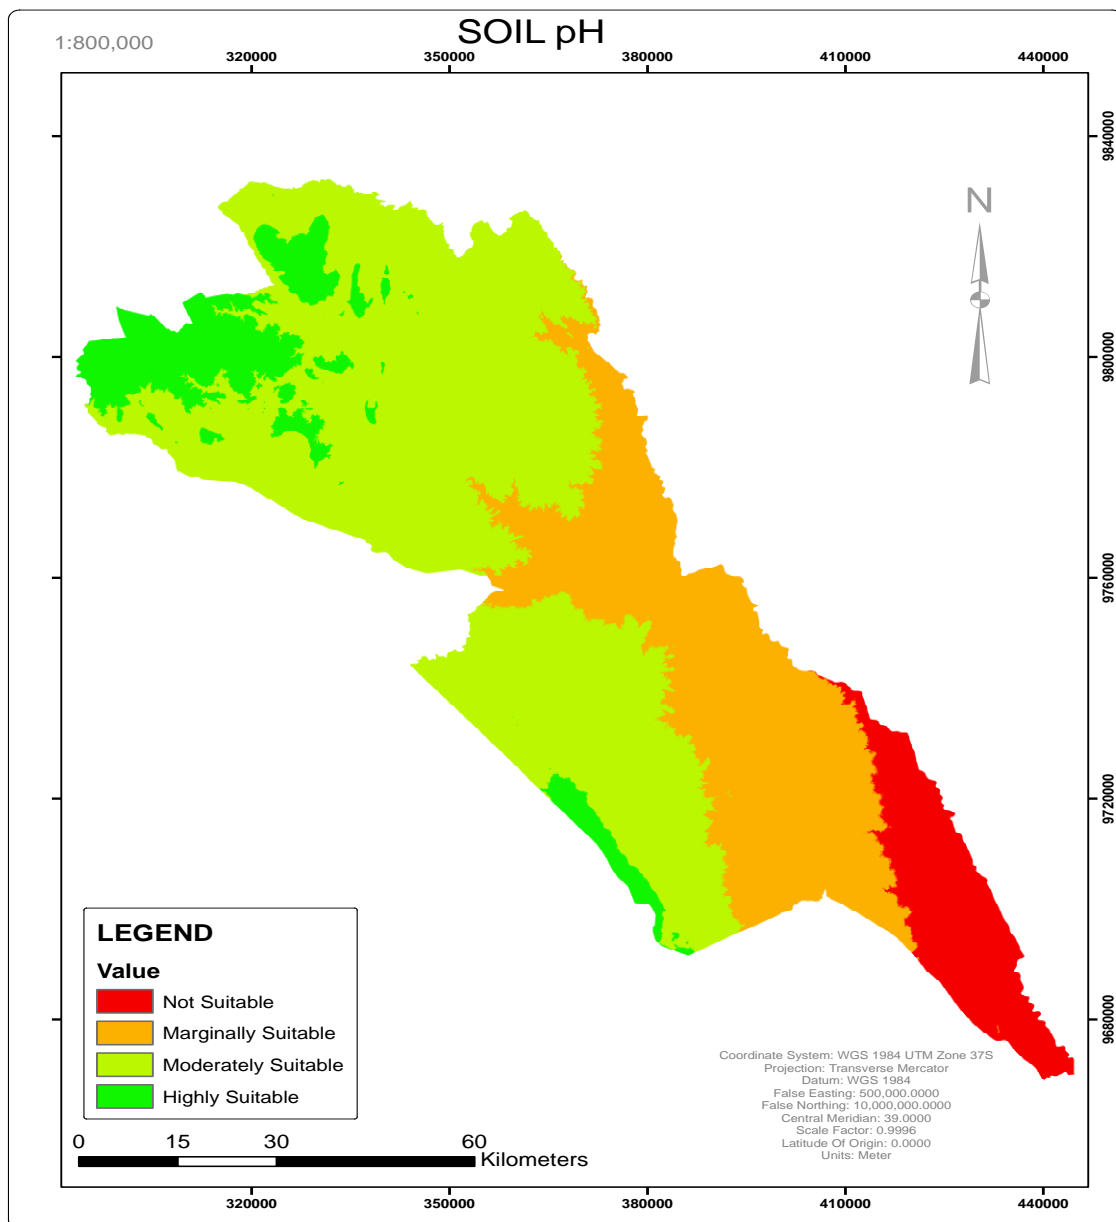 SOIL pH
1:800,000
320000 350000 380000 410000 440000
9840000
9800000
9760000
9720000
9680000
N
LEGEND
Value
Not Suitable
Marginally Suitable
Moderately Suitable
Highly Suitable
0 15 30 60
Kilometers
Coordinate System: WGS 1984 UTM Zone 37S
Projection: Transverse Mercator
Datum: WGS 1984
False Easting: 500,000.0000
False Northing: 10,000,000.0000
Central Meridian: 39.0000
Scale Factor: 0.9996
Latitude Of Origin: 0.0000
Units: Meter
320000 350000 380000 410000 440000